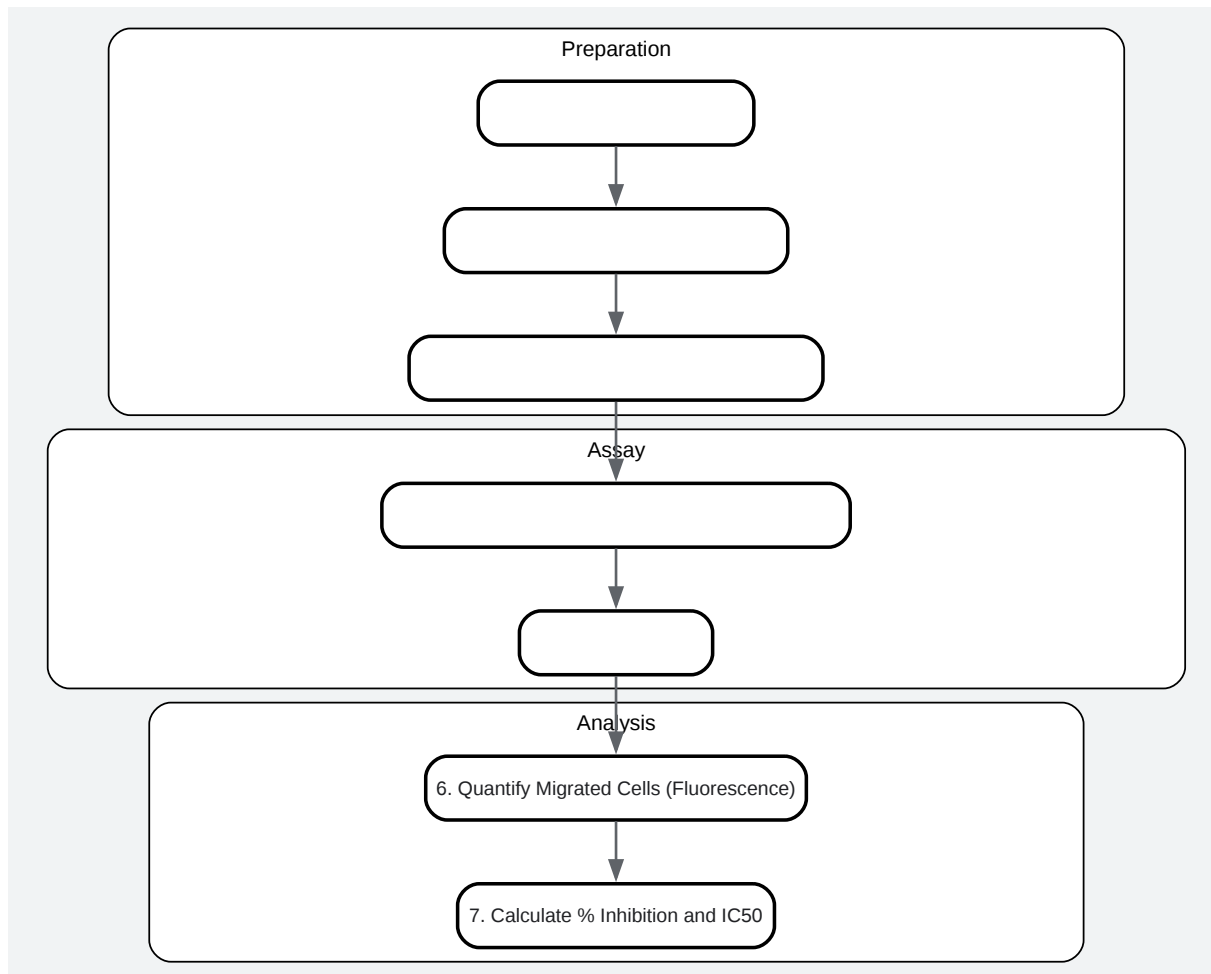 Preparation
Assay
Analysis
6. Quantify Migrated Cells (Fluorescence)
7. Calculate % Inhibition and IC50